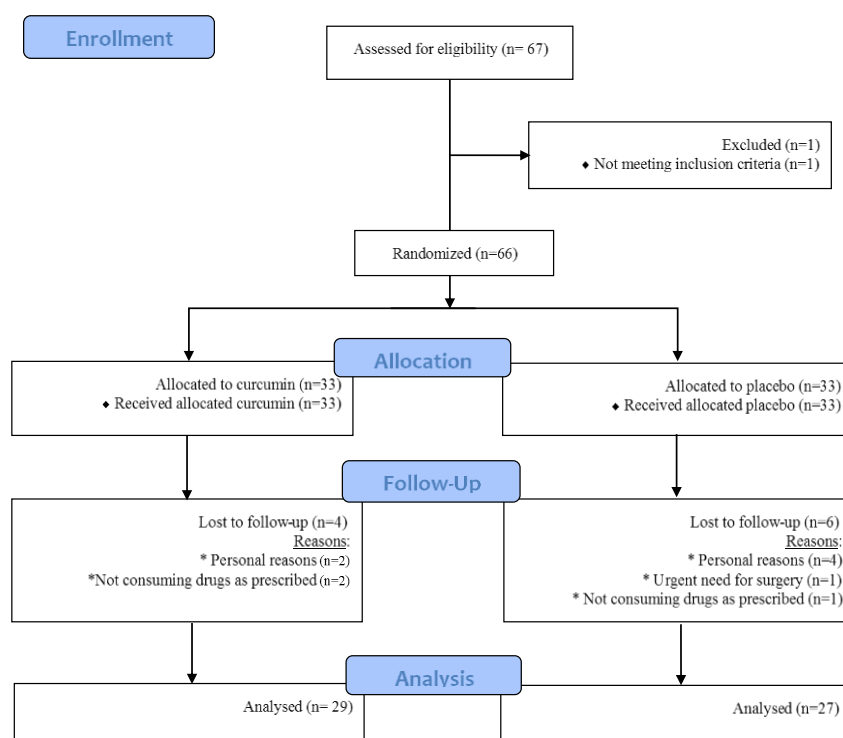 Enrollment
Assessed for eligibility (n= 67)
Excluded (n=1)
♦ Not meeting inclusion criteria (n=1)
Randomized (n=66)
Allocation
Allocated to curcumin (n=33)
♦ Received allocated curcumin (n=33)
Allocated to placebo (n=33)
♦ Received allocated placebo (n=33)
Follow-Up
Lost to follow-up (n=4)
Reasons:
* Personal reasons (n=2)
*Not consuming drugs as prescribed (n=2)
Lost to follow-up (n=6)
Reasons:
* Personal reasons (n=4)
* Urgent need for surgery (n=1)
* Not consuming drugs as prescribed (n=1)
Analysis
Analysed (n= 29)
Analysed (n=27)